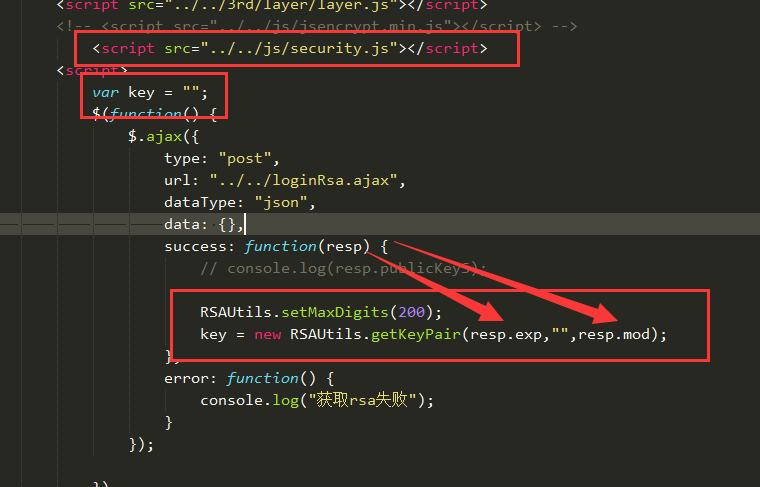 <script src="../../3rd/layer/layer.js"></script>
<!-- <script src="../../js/jsencrypt.min.js"></script> -->
<script src="../../js/security.js"></script>
<script>
var key = "";
$(function() {
$.ajax({
type: "post",
url: "../../loginRsa.ajax",
dataType: "json",
data: {},
success: function(resp) {
// console.log(resp.publicKeyS);
RSAUtils.setMaxDigits(200);
key = new RSAUtils.getKeyPair(resp.exp,"",resp.mod);
},
error: function() {
console.log("获取rsa失败");
}
});
})